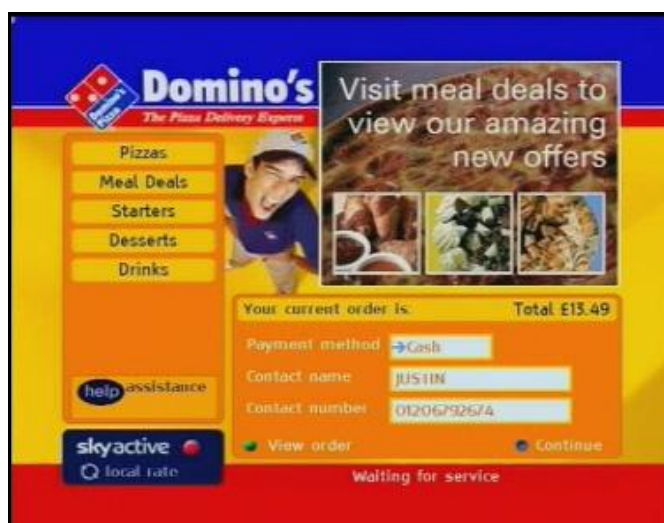 Domino's
The Pizza Delivery Experts
Visit meal deals to
view our amazing
new offers
Pizzas
Meal Deals
Starters
Desserts
Drinks
Your current order is: Total £13.49
Payment method Cash
Contact name JUSTIN
Contact number 01206792674
help assistance
View order Continue
skyactive
local rate
Waiting for service